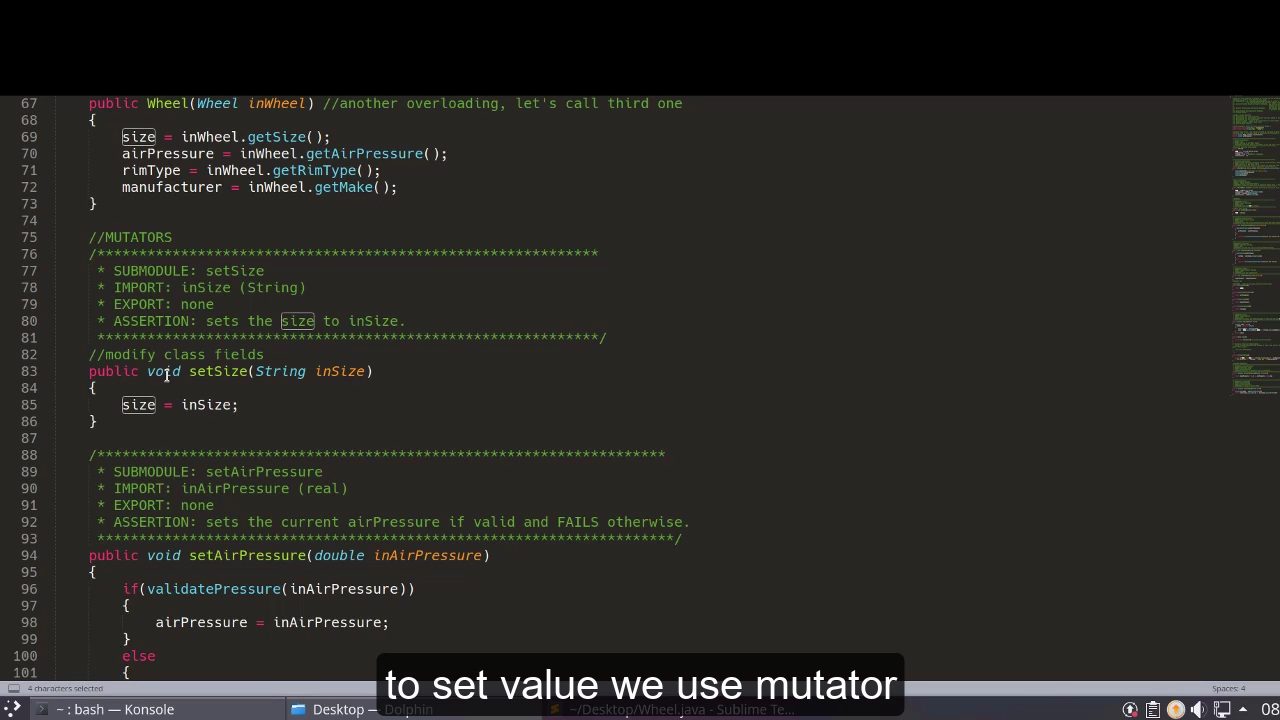 67 public Wheel(Wheel inWheel) //another overloading, let's call third one
68 {
69 size = inWheel.getSize();
70 airPressure = inWheel.getAirPressure();
71 rimType = inWheel.getRimType();
72 manufacturer = inWheel.getMake();
73 }
74
75 //MUTATORS
76 /************************************************************
77 * SUBMODULE: setSize
78 * IMPORT: inSize (String)
79 * EXPORT: none
80 * ASSERTION: sets the size to inSize.
81 ************************************************************/
82 //modify class fields
83 public void setSize(String inSize)
84 {
85 size = inSize;
86 }
87
88 /********************************************************************
89 * SUBMODULE: setAirPressure
90 * IMPORT: inAirPressure (real)
91 * EXPORT: none
92 * ASSERTION: sets the current airPressure if valid and FAILS otherwise.
93 *********************************************************************/
94 public void setAirPressure(double inAirPressure)
95 {
96 if(validatePressure(inAirPressure))
97 {
98 airPressure = inAirPressure;
99 }
100 else
101 {
to set value we use mutator
4 characters selected
Spaces: 4
~ : bash — Konsole
Desktop — Dolphin
~/Desktop/Wheel.java - Sublime Te...
08